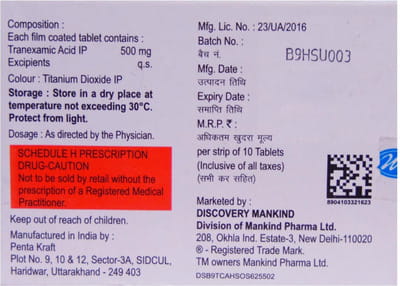 Composition :
Each film coated tablet contains :
Tranexamic Acid IP 500 mg
Excipients q.s.
Colour : Titanium Dioxide IP
Storage : Store in a dry place at
temperature not exceeding 30°C.
Protect from light.
Dosage : As directed by the Physician.
SCHEDULE H PRESCRIPTION
DRUG-CAUTION
Not to be sold by retail without the
prescription of a Registered Medical
Practitioner.
Keep out of reach of children.
Manufactured in India by :
Penta Kraft
Plot No. 9, 10 & 12, Sector-3A, SIDCUL,
Haridwar, Uttarakhand - 249 403
Mfg. Lic. No. : 23/UA/2016
Batch No. :
बैच नं. B9HSU003
Mfg. Date :
उत्पादन तिथि
Expiry Date :
समाप्ति तिथि
M.R.P. ₹ :
अधिकतम खुदरा मूल्य
per strip of 10 Tablets
(Inclusive of all taxes)
(सभी कर सहित)
8904103321623
Marketed by :
DISCOVERY MANKIND
Division of Mankind Pharma Ltd.
208, Okhla Ind. Estate-3, New Delhi-110020
® - Registered Trade Mark.
TM owners Mankind Pharma Ltd.
DSB9TCAHSOS625502